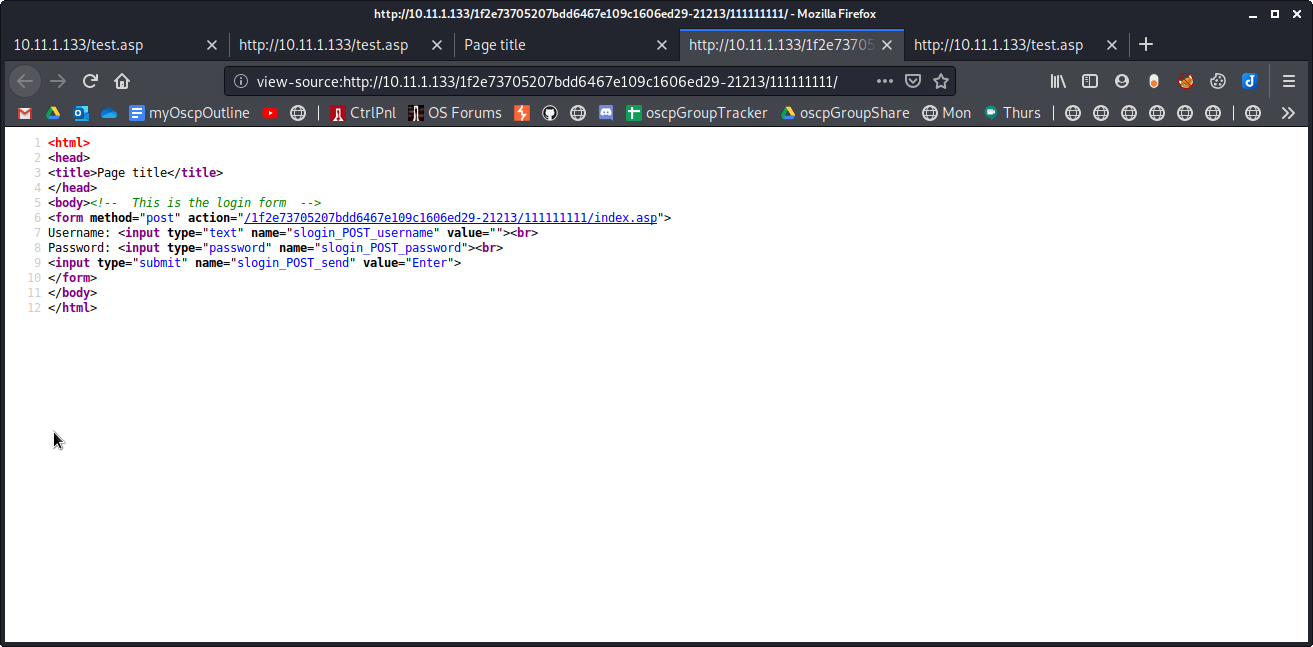 http://10.11.1.133/1f2e73705207bdd6467e109c1606ed29-21213/111111111/ - Mozilla Firefox
10.11.1.133/test.asp http://10.11.1.133/test.asp Page title http://10.11.1.133/1f2e73705 http://10.11.1.133/test.asp
view-source:http://10.11.1.133/1f2e73705207bdd6467e109c1606ed29-21213/111111111/
myOscpOutline CtrlPnl OS Forums oscpGroupTracker oscpGroupShare Mon Thurs
1 <html>
2 <head>
3 <title>Page title</title>
4 </head>
5 <body><!--  This is the login form  -->
6 <form method="post" action="/1f2e73705207bdd6467e109c1606ed29-21213/111111111/index.asp">
7 Username: <input type="text" name="slogin_POST_username" value=""><br>
8 Password: <input type="password" name="slogin_POST_password"><br>
9 <input type="submit" name="slogin_POST_send" value="Enter">
10 </form>
11 </body>
12 </html>